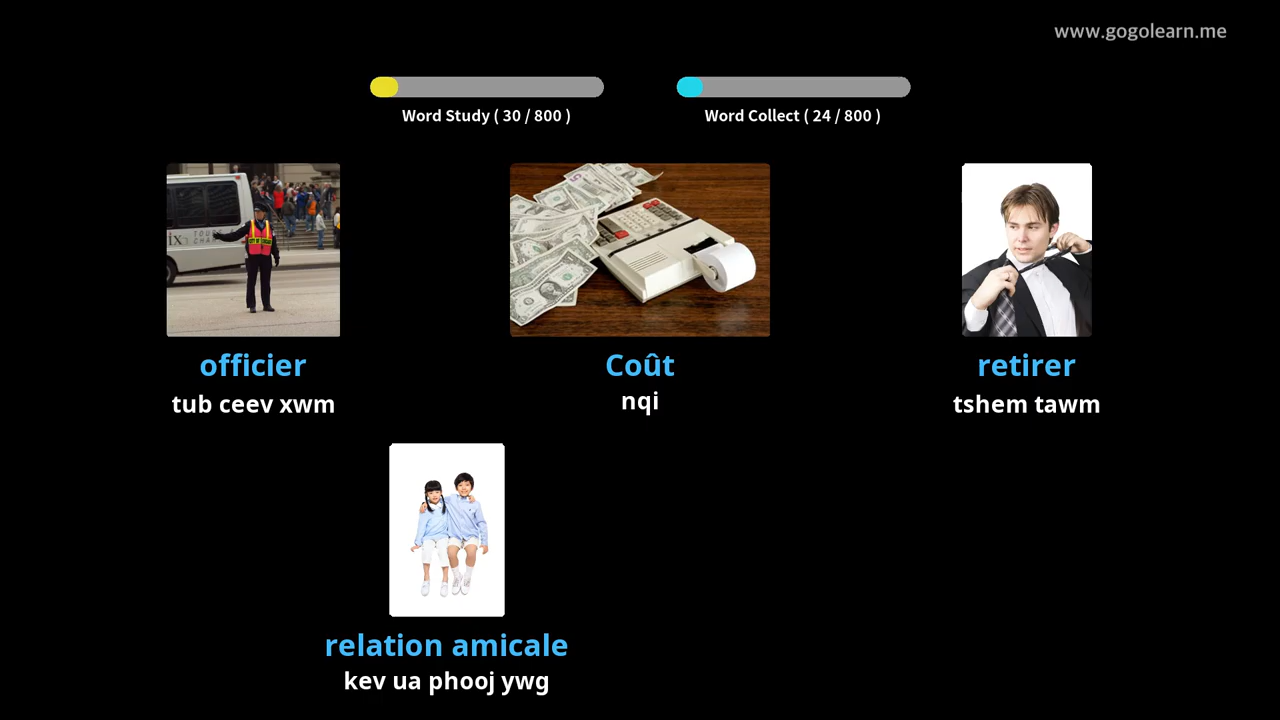 www.gogolearn.me
Word Study ( 30 / 800 )
Word Collect ( 24 / 800 )
officier
tub ceev xwm
Coût
nqi
retirer
tshem tawm
relation amicale
kev ua phooj ywg